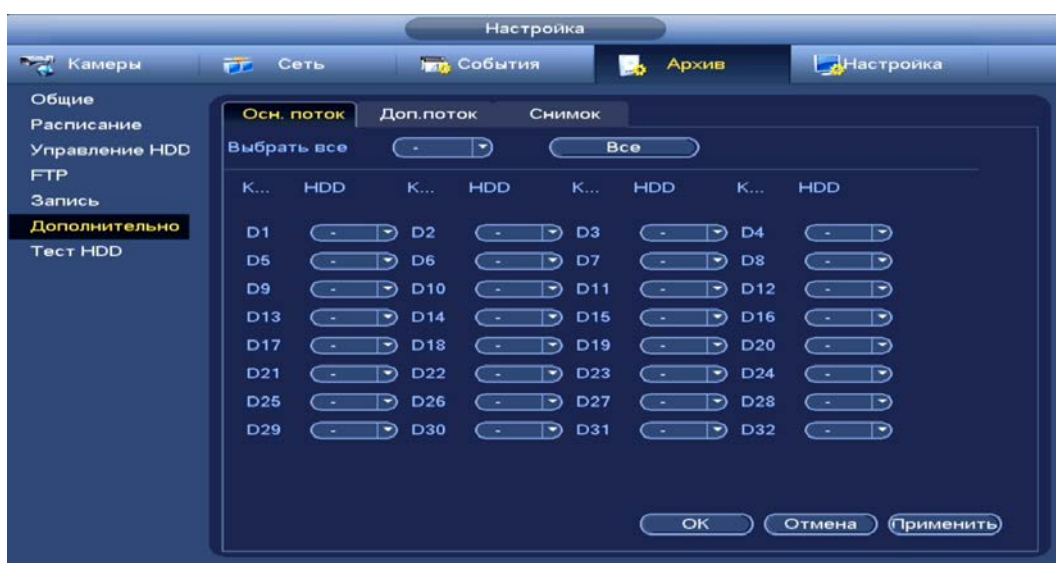 Настройка
Камеры Сеть События Архив Настройка
Общие
Расписание
Управление HDD
FTP
Запись
Дополнительно
Тест HDD
Осн. поток Доп.поток Снимок
Выбрать все - Все
К... HDD К... HDD К... HDD К... HDD
D1 - D2 - D3 - D4 -
D5 - D6 - D7 - D8 -
D9 - D10 - D11 - D12 -
D13 - D14 - D15 - D16 -
D17 - D18 - D19 - D20 -
D21 - D22 - D23 - D24 -
D25 - D26 - D27 - D28 -
D29 - D30 - D31 - D32 -
OK Отмена Применить